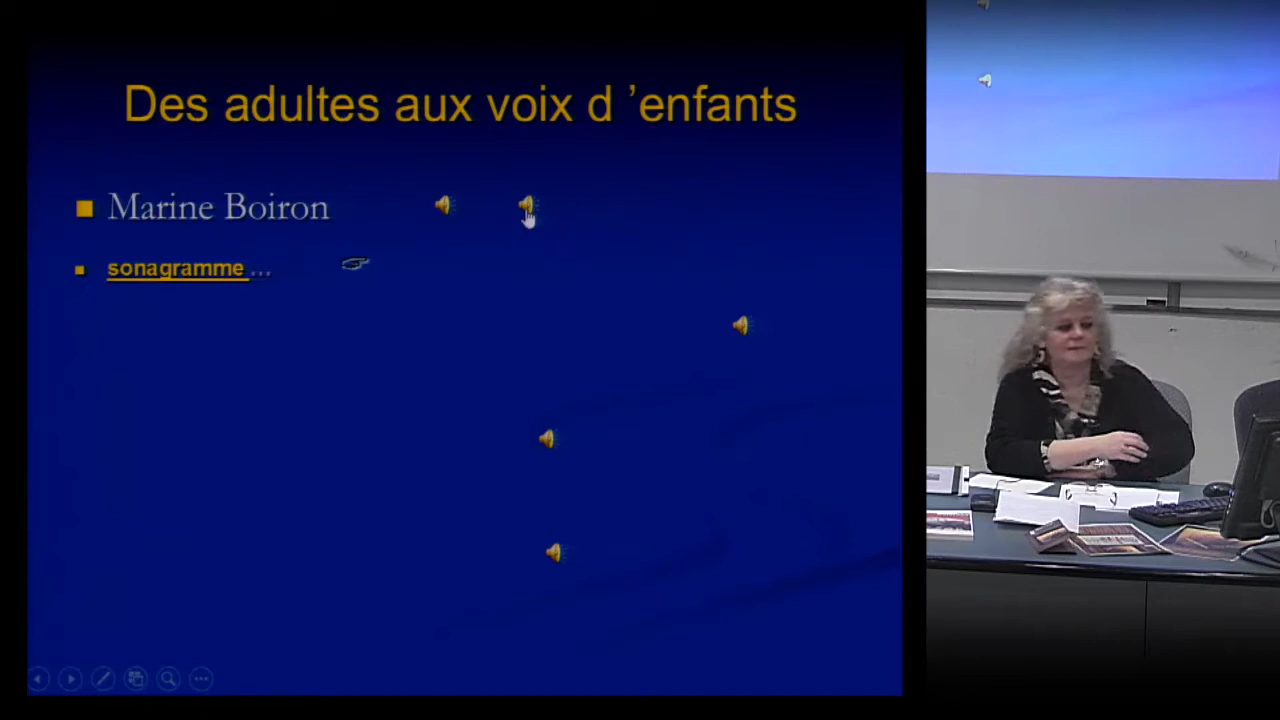 Des adultes aux voix d ’enfants
Marine Boiron
sonagramme …